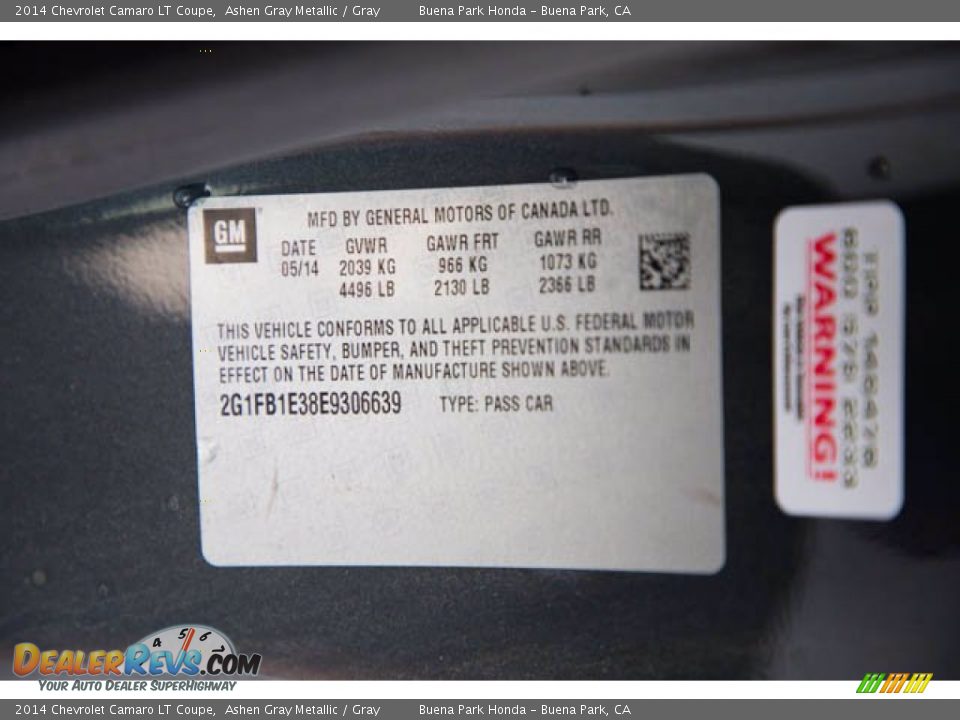 2014 Chevrolet Camaro LT Coupe, Ashen Gray Metallic / Gray Buena Park Honda – Buena Park, CA
GM
MFD BY GENERAL MOTORS OF CANADA LTD.
DATE GVWR GAWR FRT GAWR RR
05/14 2039 KG 966 KG 1073 KG
4496 LB 2130 LB 2366 LB
THIS VEHICLE CONFORMS TO ALL APPLICABLE U.S. FEDERAL MOTOR
VEHICLE SAFETY, BUMPER, AND THEFT PREVENTION STANDARDS IN
EFFECT ON THE DATE OF MANUFACTURE SHOWN ABOVE.
2G1FB1E38E9306639 TYPE: PASS CAR
WARNING!
4 5 6
DealerRevs.com
Your Auto Dealer SuperHighway
2014 Chevrolet Camaro LT Coupe, Ashen Gray Metallic / Gray Buena Park Honda – Buena Park, CA